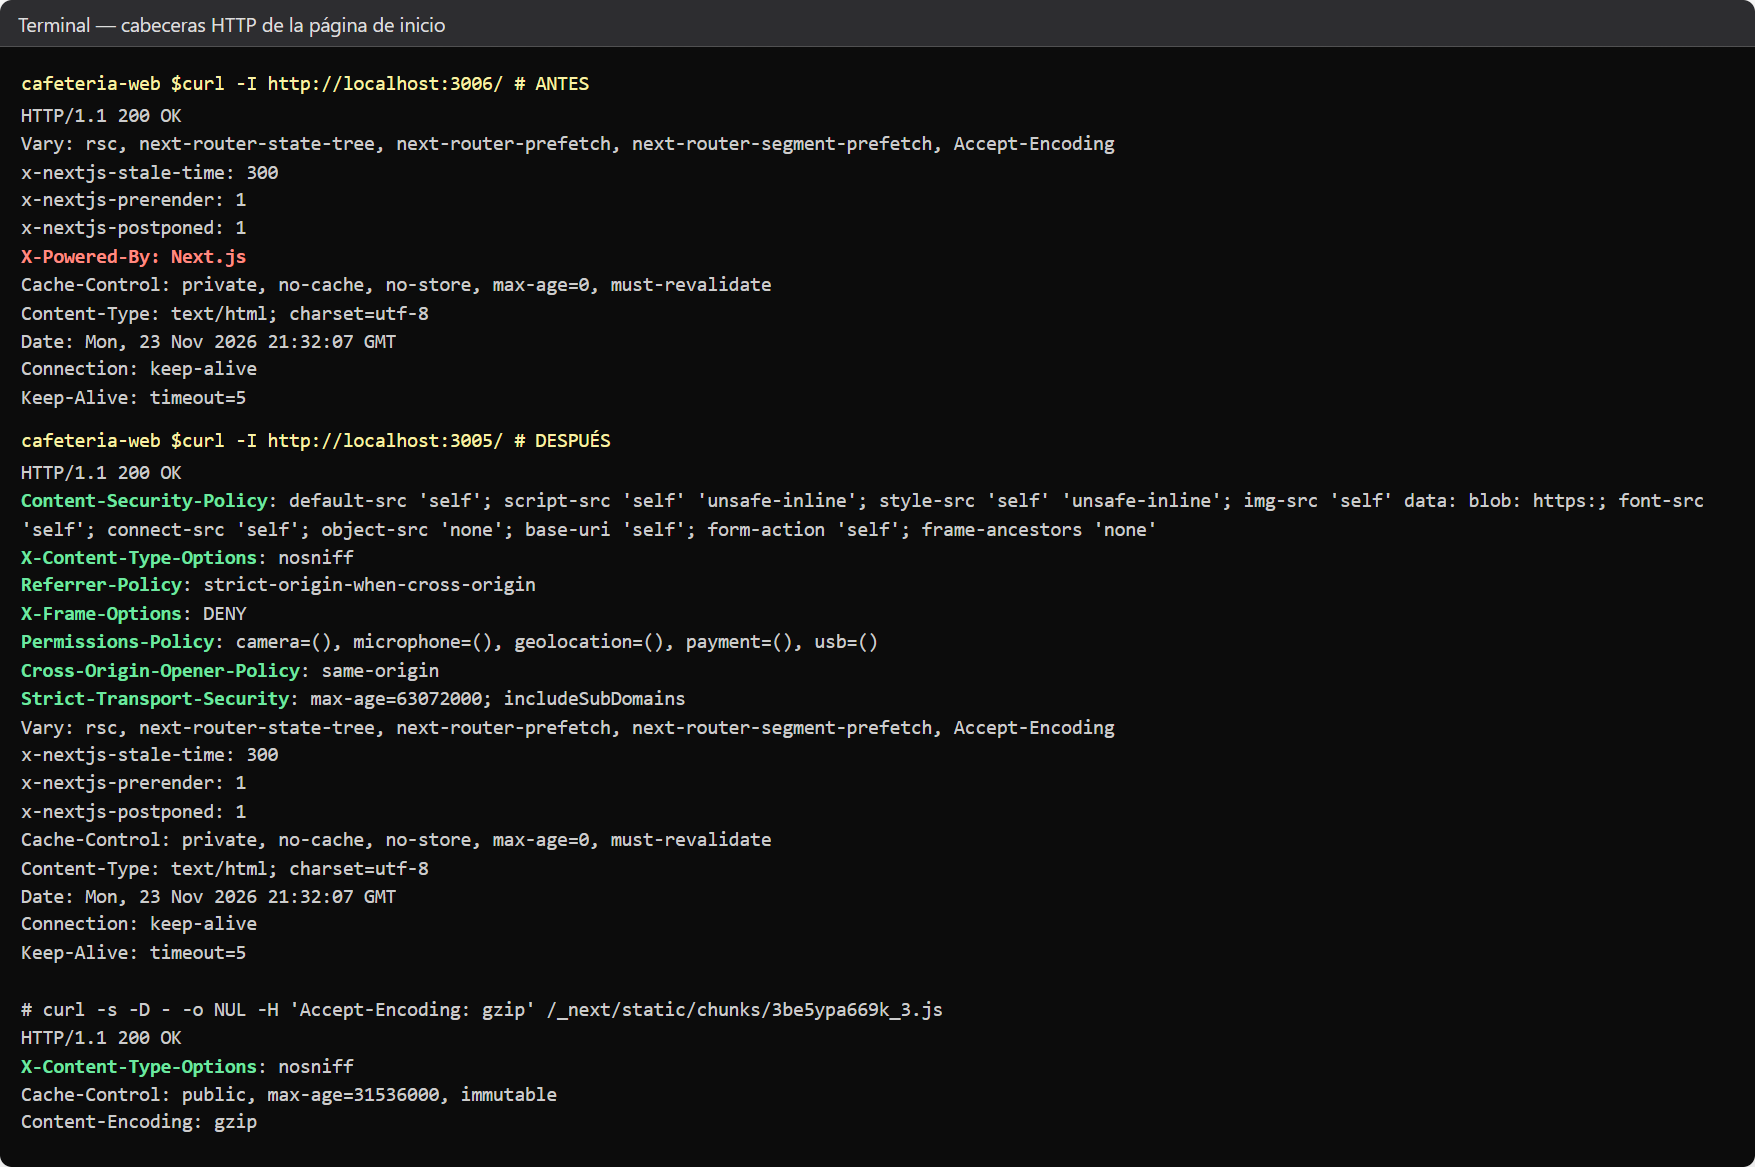 Terminal — cabeceras HTTP de la página de inicio
cafeteria-web $curl -I http://localhost:3006/ # ANTES
HTTP/1.1 200 OK
Vary: rsc, next-router-state-tree, next-router-prefetch, next-router-segment-prefetch, Accept-Encoding
x-nextjs-stale-time: 300
x-nextjs-prerender: 1
x-nextjs-postponed: 1
X-Powered-By: Next.js
Cache-Control: private, no-cache, no-store, max-age=0, must-revalidate
Content-Type: text/html; charset=utf-8
Date: Mon, 23 Nov 2026 21:32:07 GMT
Connection: keep-alive
Keep-Alive: timeout=5
cafeteria-web $curl -I http://localhost:3005/ # DESPUÉS
HTTP/1.1 200 OK
Content-Security-Policy: default-src 'self'; script-src 'self' 'unsafe-inline'; style-src 'self' 'unsafe-inline'; img-src 'self' data: blob: https:; font-src
'self'; connect-src 'self'; object-src 'none'; base-uri 'self'; form-action 'self'; frame-ancestors 'none'
X-Content-Type-Options: nosniff
Referrer-Policy: strict-origin-when-cross-origin
X-Frame-Options: DENY
Permissions-Policy: camera=(), microphone=(), geolocation=(), payment=(), usb=()
Cross-Origin-Opener-Policy: same-origin
Strict-Transport-Security: max-age=63072000; includeSubDomains
Vary: rsc, next-router-state-tree, next-router-prefetch, next-router-segment-prefetch, Accept-Encoding
x-nextjs-stale-time: 300
x-nextjs-prerender: 1
x-nextjs-postponed: 1
Cache-Control: private, no-cache, no-store, max-age=0, must-revalidate
Content-Type: text/html; charset=utf-8
Date: Mon, 23 Nov 2026 21:32:07 GMT
Connection: keep-alive
Keep-Alive: timeout=5
# curl -s -D - -o NUL -H 'Accept-Encoding: gzip' /_next/static/chunks/3be5ypa669k_3.js
HTTP/1.1 200 OK
X-Content-Type-Options: nosniff
Cache-Control: public, max-age=31536000, immutable
Content-Encoding: gzip